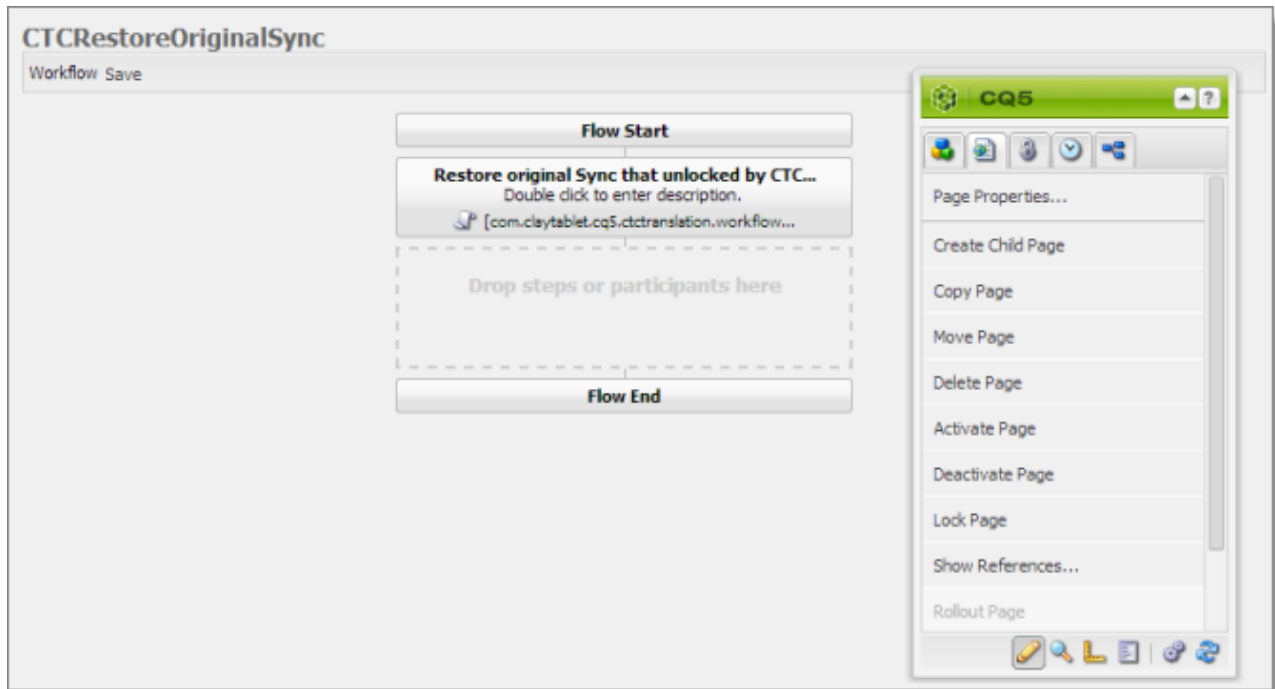 CTCRestoreOriginalSync
Workflow Save
Flow Start
Restore original Sync that unlocked by CTC...
Double click to enter description.
[com.claytablet.cq5.ctctranslation.workflow...
Drop steps or participants here
Flow End
CQ5
?
Page Properties...
Create Child Page
Copy Page
Move Page
Delete Page
Activate Page
Deactivate Page
Lock Page
Show References...
Rollout Page